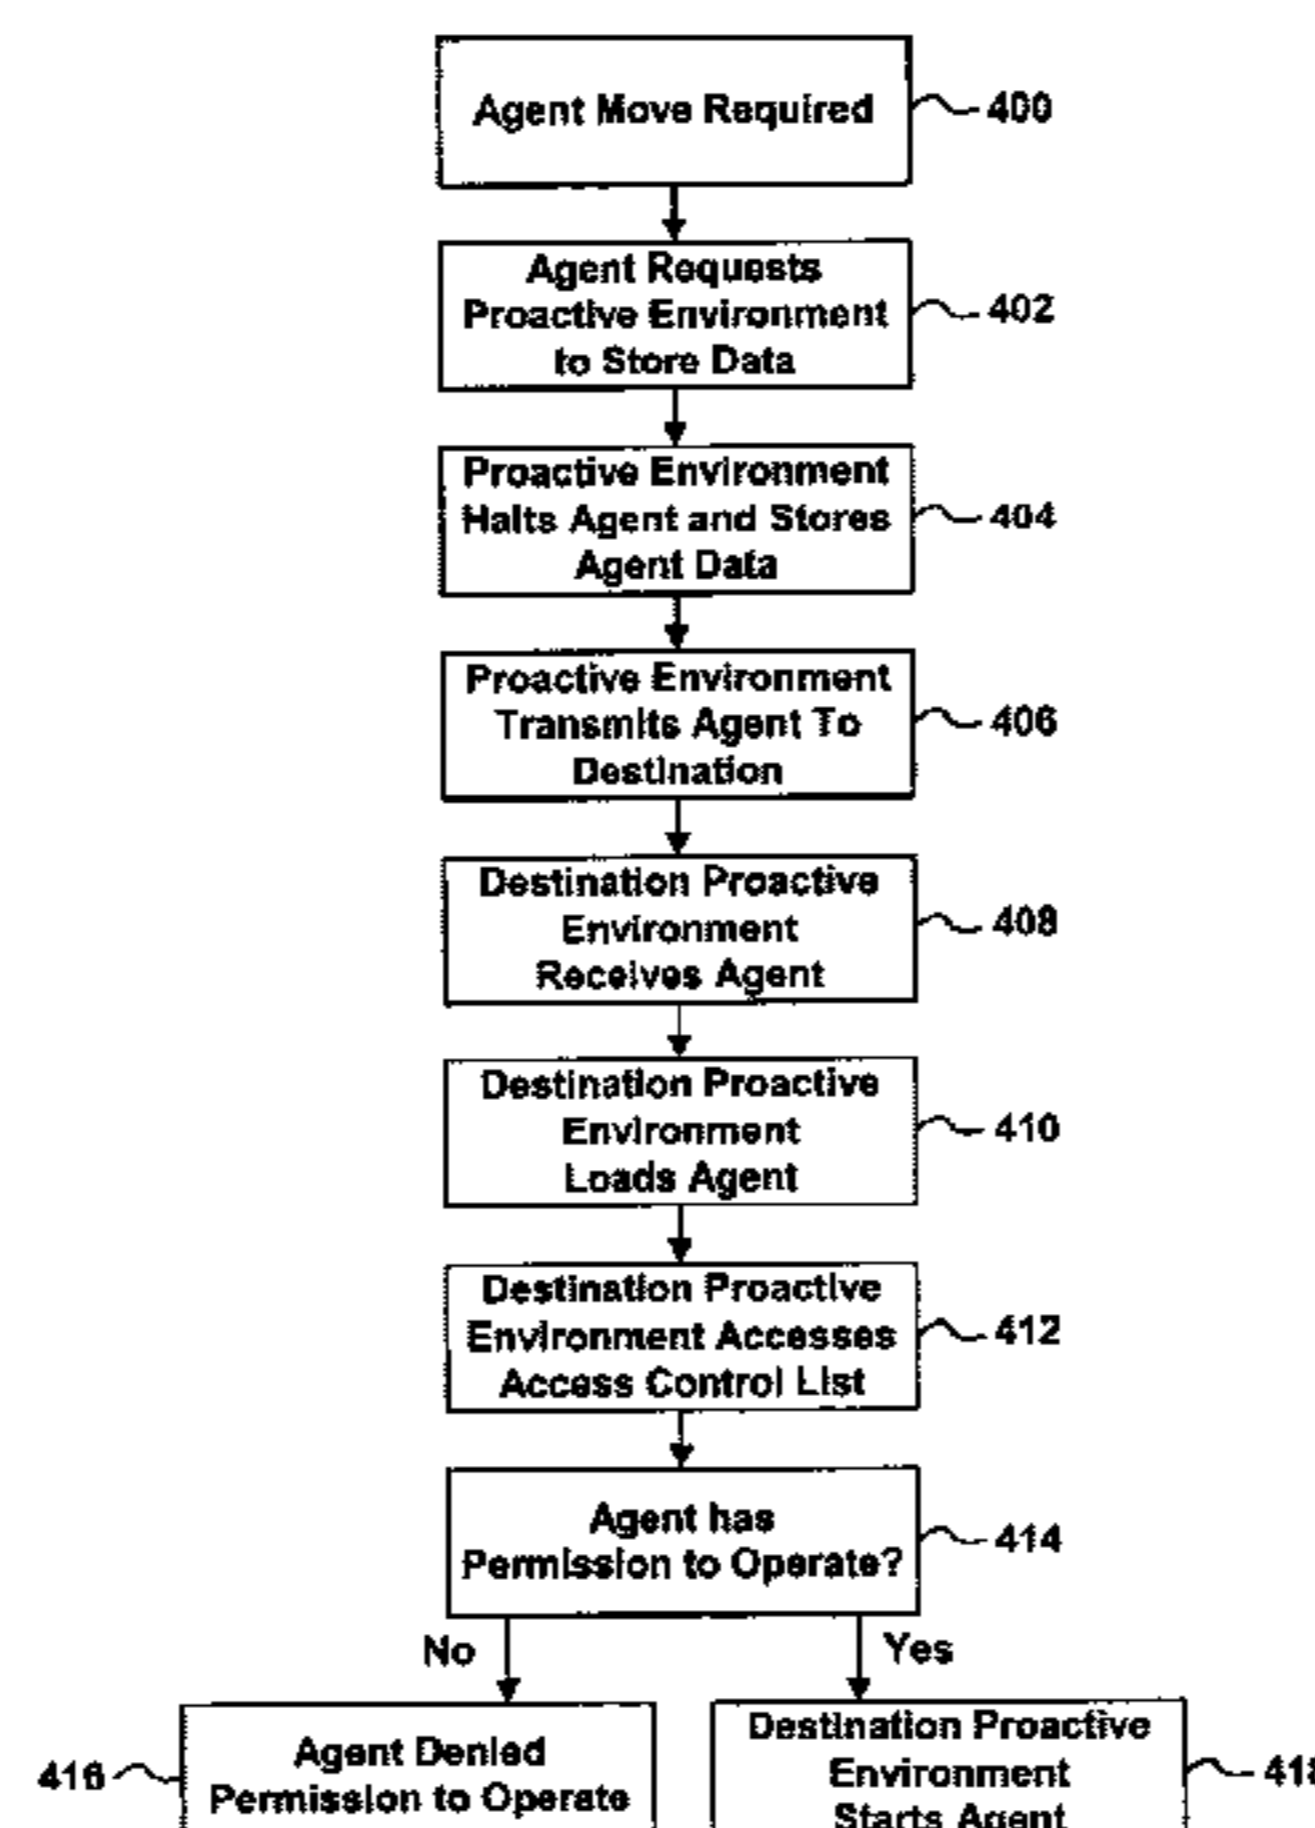 Agent Move Required
400
Agent Requests
Proactive Environment
to Store Data
402
Proactive Environment
Halts Agent and Stores
Agent Data
404
Proactive Environment
Transmits Agent To
Destination
406
Destination Proactive
Environment
Receives Agent
408
Destination Proactive
Environment
Loads Agent
410
Destination Proactive
Environment Accesses
Access Control List
412
Agent has
Permission to Operate?
414
No
Yes
416
Agent Denied
Permission to Operate
Destination Proactive
Environment
Starts Agent